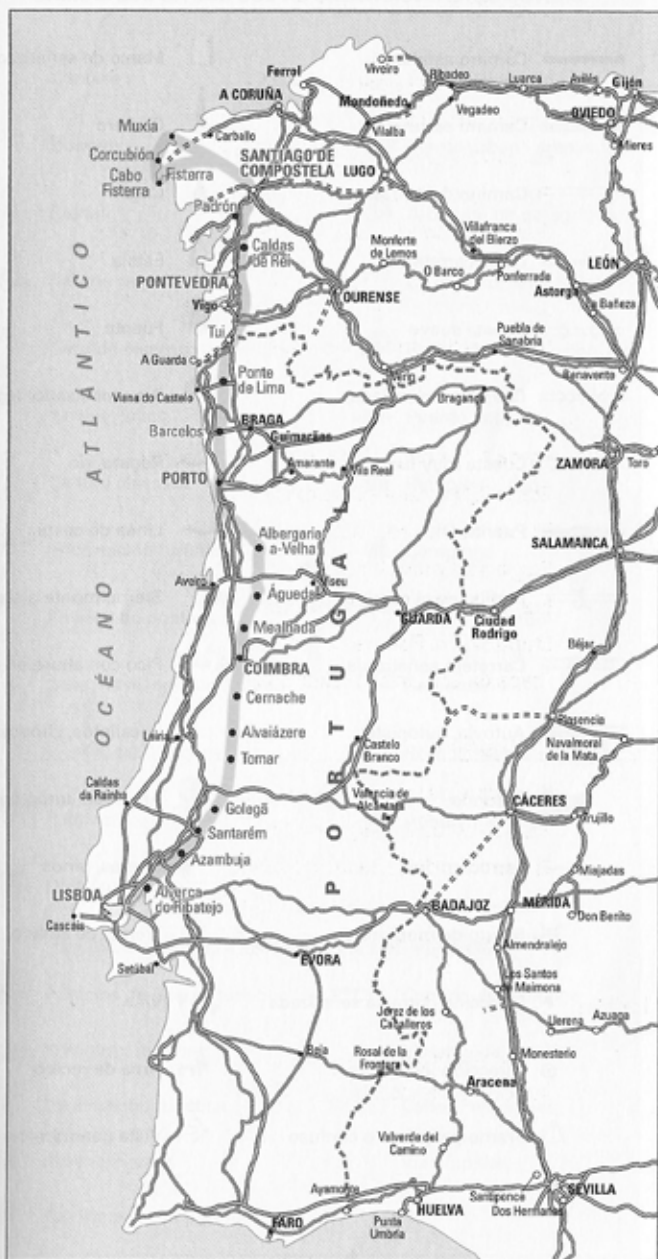 Viveiro
Ferrol
Ribadeo
Luarca
Avilés
Gijón
A CORUÑA
Mondoñedo
Vegadeo
OVIEDO
Muxía
Carballo
Vilalba
Mieres
Corcubión
SANTIAGO DE
COMPOSTELA
LUGO
Cabo
Fisterra
Fisterra
Padrón
Villafranca
del Bierzo
Caldas
de Rei
Monforte
de Lemos
O Barco
Ponferrada
LEÓN
PONTEVEDRA
OURENSE
Astorga
La Bañeza
Vigo
Tui
Puebla de
Sanabria
A Guarda
Verín
Benavente
Ponte
de Lima
Bragança
Viana do Castelo
BRAGA
Barcelos
Guimarães
ZAMORA
Toro
Amarante
Vila Real
PORTO
Albergaria
a-Velha
SALAMANCA
Aveiro
Viseu
Águeda
GUARDA
Ciudad
Rodrigo
Mealhada
COIMBRA
Béjar
Cernache
Plasencia
Leiria
Alvaiázere
Castelo
Branco
Navalmoral
de la Mata
Tomar
Caldas
da Rainha
Valencia de
Alcántara
Golegã
CÁCERES
Trujillo
Santarém
Azambuja
Miajadas
LISBOA
Alverca
do Ribatejo
BADAJOZ
MÉRIDA
Don Benito
Cascais
Almendralejo
Setúbal
ÉVORA
Los Santos
de Maimona
Jerez de los
Caballeros
Llerena
Azuaga
Beja
Rosal de la
Frontera
Monesterio
Aracena
Valverde del
Camino
Ayamonte
Santiponce
SEVILLA
Dos Hermanas
FARO
HUELVA
Punta
Umbría
OCÉANO ATLÁNTICO
PORTUGAL